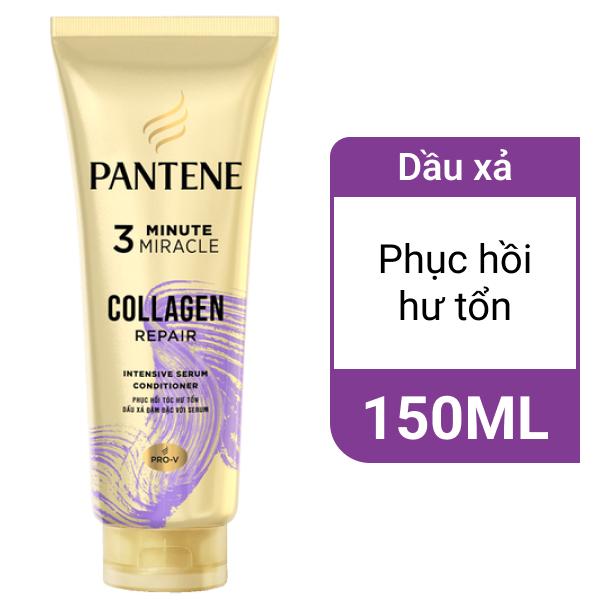 PANTENE
3 MINUTE
MIRACLE
COLLAGEN
REPAIR
INTENSIVE SERUM
CONDITIONER
PHỤC HỒI TÓC HƯ TỔN
DẦU XẢ ĐẬM ĐẶC VỚI SERUM
PRO-V
Dầu xả
Phục hồi
hư tổn
150ML